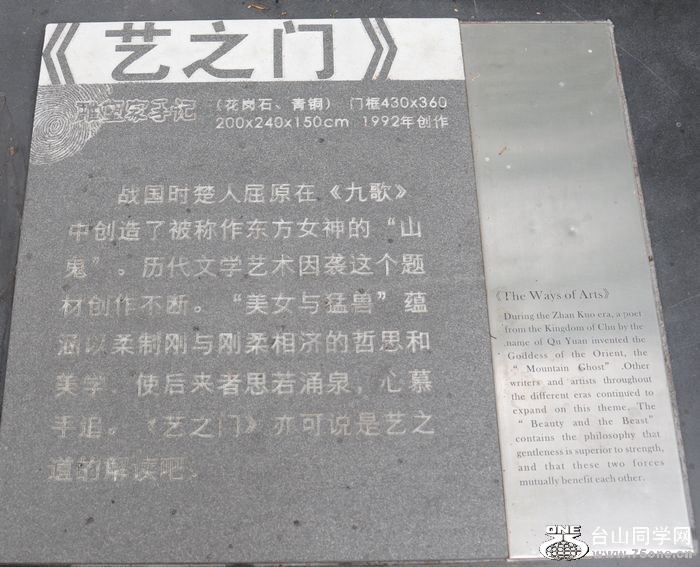 《艺之门》
雕塑家手记
（花岗石、青铜） 门框430x360
200x240x150cm 1992年创作
战国时楚人屈原在《九歌》
中创造了被称作东方女神的“山
鬼”。历代文学艺术因袭这个题
材创作不断。“美女与猛兽”蕴
涵以柔制刚与刚柔相济的哲思和
美学，使后来者思若涌泉，心慕
手追。《艺之门》亦可说是艺之
道的解读吧。
《The Ways of Arts》
During the Zhan Kuo era, a poet
from the Kingdom of Chu by the
name of Qu Yuan invented the
Goddess of the Orient, the
“ Mountain Ghost” .Other
writers and artists throughout
the different eras continued to
expand on this theme. The
“ Beauty and the Beast”
contains the philosophy that
gentleness is superior to strength,
and that these two forces
mutually benefit each other.
ONE
台山同学网
www.75one.cn